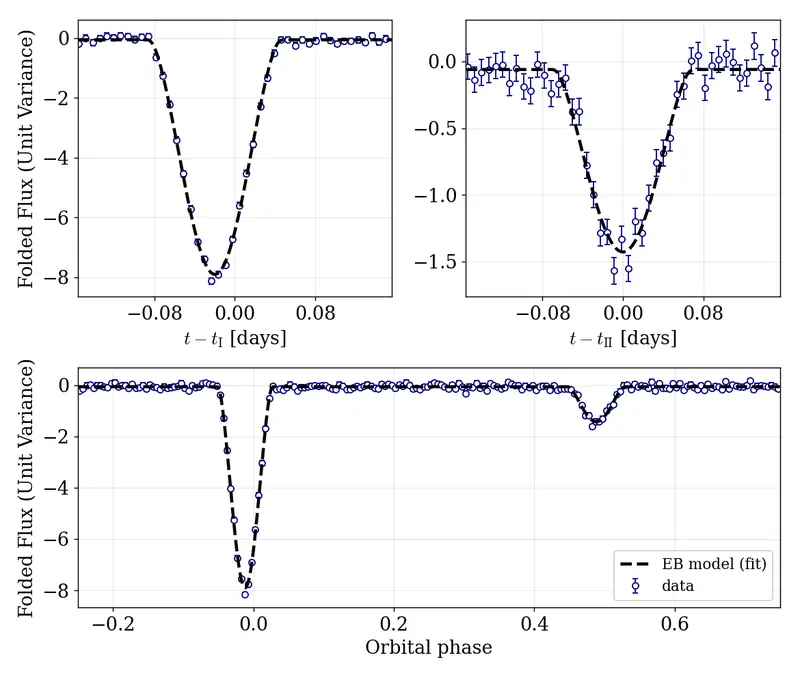 Folded Flux (Unit Variance)
0
−2
−4
−6
−8
−0.08 0.00 0.08
t − tI [days]
0.0
−0.5
−1.0
−1.5
−0.08 0.00 0.08
t − tII [days]
Folded Flux (Unit Variance)
0
−2
−4
−6
−8
EB model (fit)
data
−0.2 0.0 0.2 0.4 0.6
Orbital phase